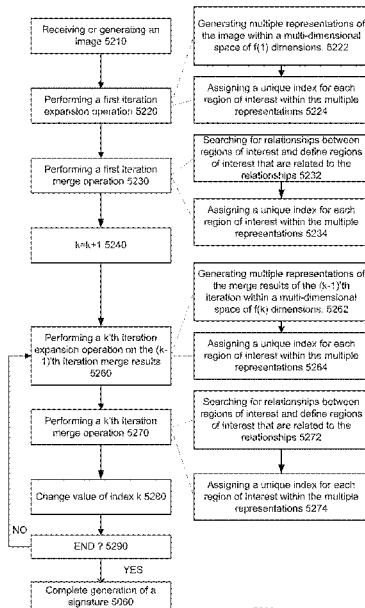 Receiving or generating an
image 5210
Performing a first iteration
expansion operation 5220
Performing a first iteration
merge operation 5230
k=k+1 5240
Performing a k'th iteration
expansion operation on the (k-
1)'th iteration merge results
5260
Performing a k'th iteration
merge operation 5270
Change value of index k 5280
NO
END ? 5290
YES
Complete generation of a
signature 5060
Generating multiple representations of
the image within a multi-dimensional
space of f(1) dimensions. 5222
Assigning a unique index for each
region of interest within the multiple
representations 5224
Searching for relationships between
regions of interest and define regions
of interest that are related to the
relationships 5232
Assigning a unique index for each
region of interest within the multiple
representations 5234
Generating multiple representations of
the merge results of the (k-1)'th
iteration within a multi-dimensional
space of f(k) dimensions. 5262
Assigning a unique index for each
region of interest within the multiple
representations 5264
Searching for relationships between
regions of interest and define regions
of interest that are related to the
relationships 5272
Assigning a unique index for each
region of interest within the multiple
representations 5274